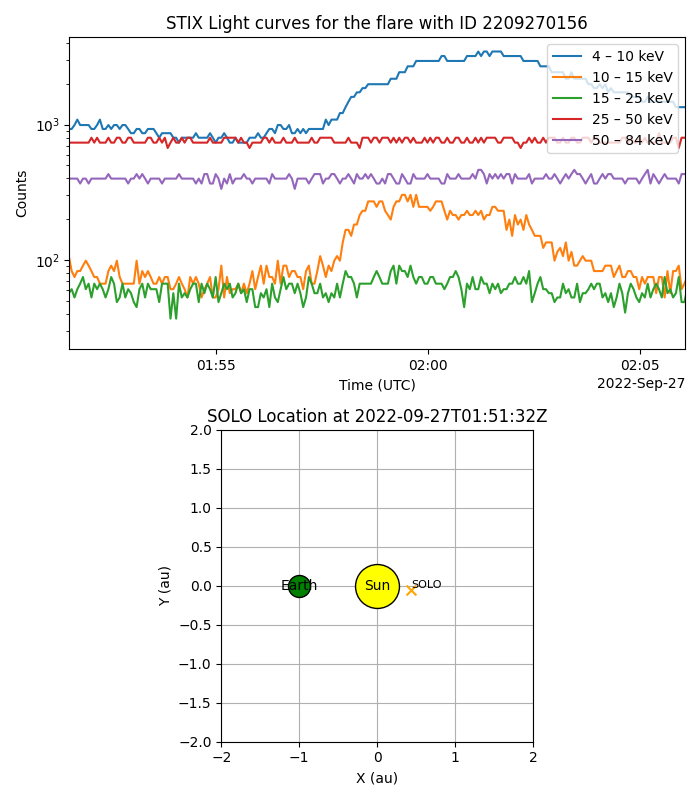 STIX Light curves for the flare with ID 2209270156
Counts
10³
10²
4 – 10 keV
10 – 15 keV
15 – 25 keV
25 – 50 keV
50 – 84 keV
01:55
02:00
02:05
Time (UTC)
2022-Sep-27
SOLO Location at 2022-09-27T01:51:32Z
Y (au)
2.0
1.5
1.0
0.5
0.0
−0.5
−1.0
−1.5
−2.0
Earth
Sun
SOLO
−2
−1
0
1
2
X (au)